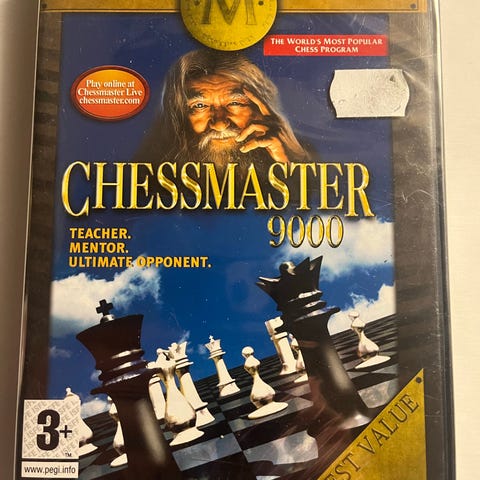 M
THE WORLD'S MOST POPULAR
CHESS PROGRAM
Play online at
Chessmaster Live
chessmaster.com
CHESSMASTER
9000
TEACHER.
MENTOR.
ULTIMATE OPPONENT.
3+
www.pegi.info
VALUE